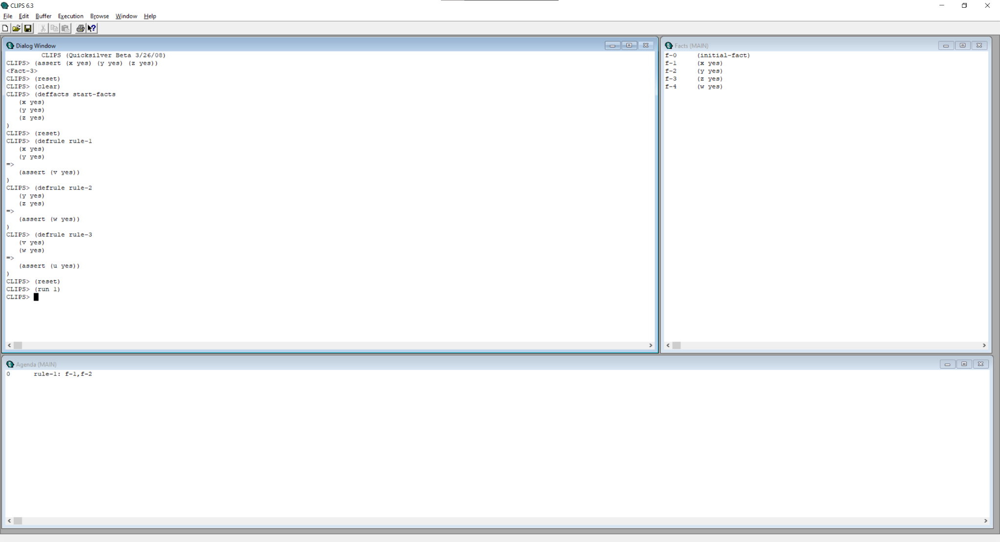 CLIPS 6.3
File Edit Buffer Execution Browse Window Help
Dialog Window
CLIPS (Quicksilver Beta 3/26/08)
CLIPS> (assert (x yes) (y yes) (z yes))
<Fact-3>
CLIPS> (reset)
CLIPS> (clear)
CLIPS> (deffacts start-facts
(x yes)
(y yes)
(z yes)
)
CLIPS> (reset)
CLIPS> (defrule rule-1
(x yes)
(y yes)
=>
(assert (v yes))
)
CLIPS> (defrule rule-2
(y yes)
(z yes)
=>
(assert (w yes))
)
CLIPS> (defrule rule-3
(v yes)
(w yes)
=>
(assert (u yes))
)
CLIPS> (reset)
CLIPS> (run 1)
CLIPS>
Facts (MAIN)
f-0 (initial-fact)
f-1 (x yes)
f-2 (y yes)
f-3 (z yes)
f-4 (w yes)
Agenda (MAIN)
0 rule-1: f-1,f-2